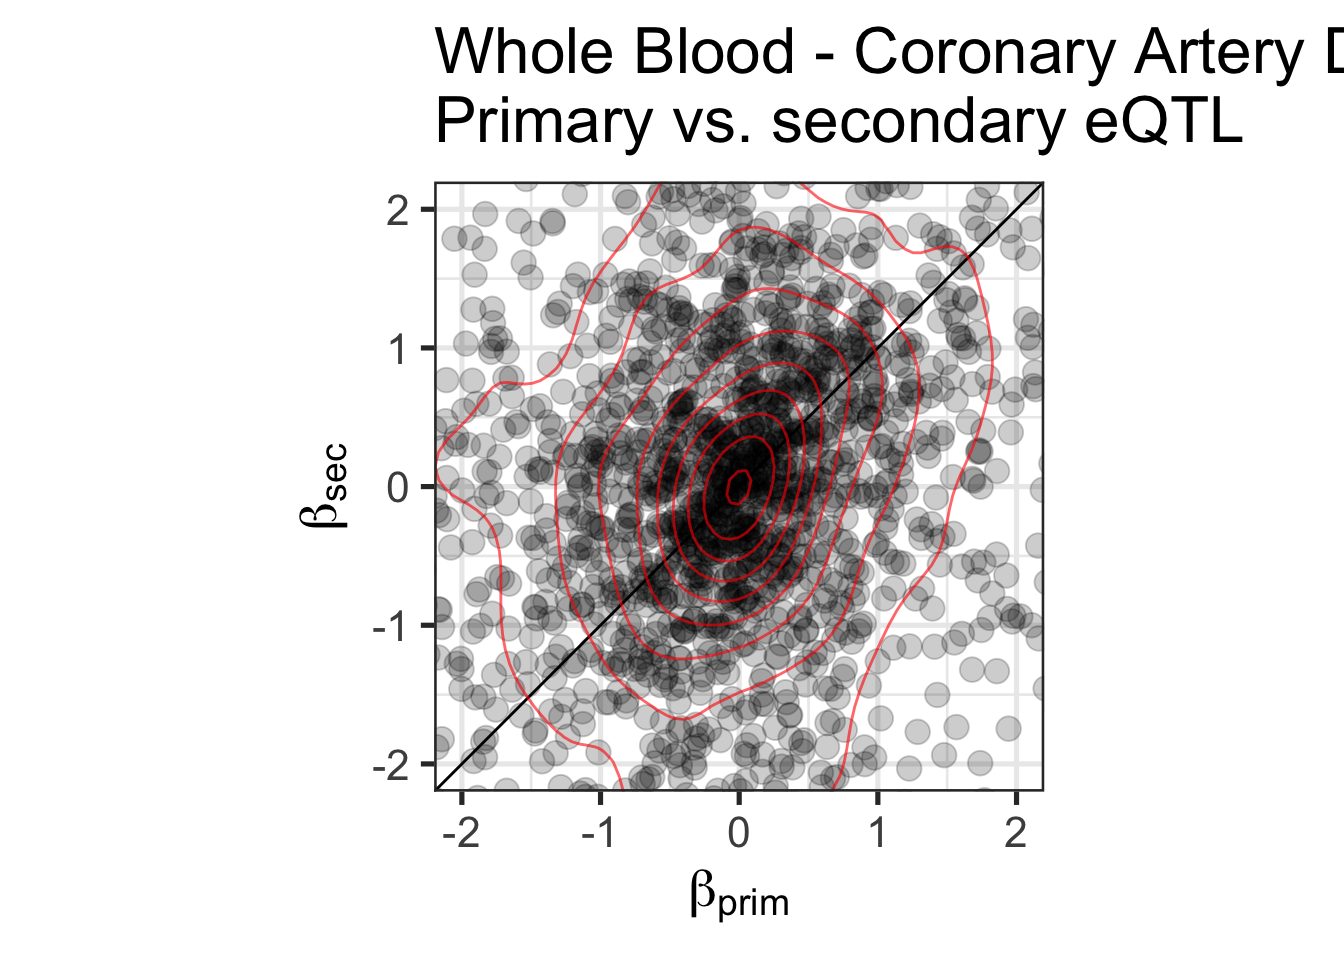 Whole Blood - Coronary Artery
Primary vs. secondary eQTL
2
1
0
-1
-2
βsec
-2 -1 0 1 2
βprim